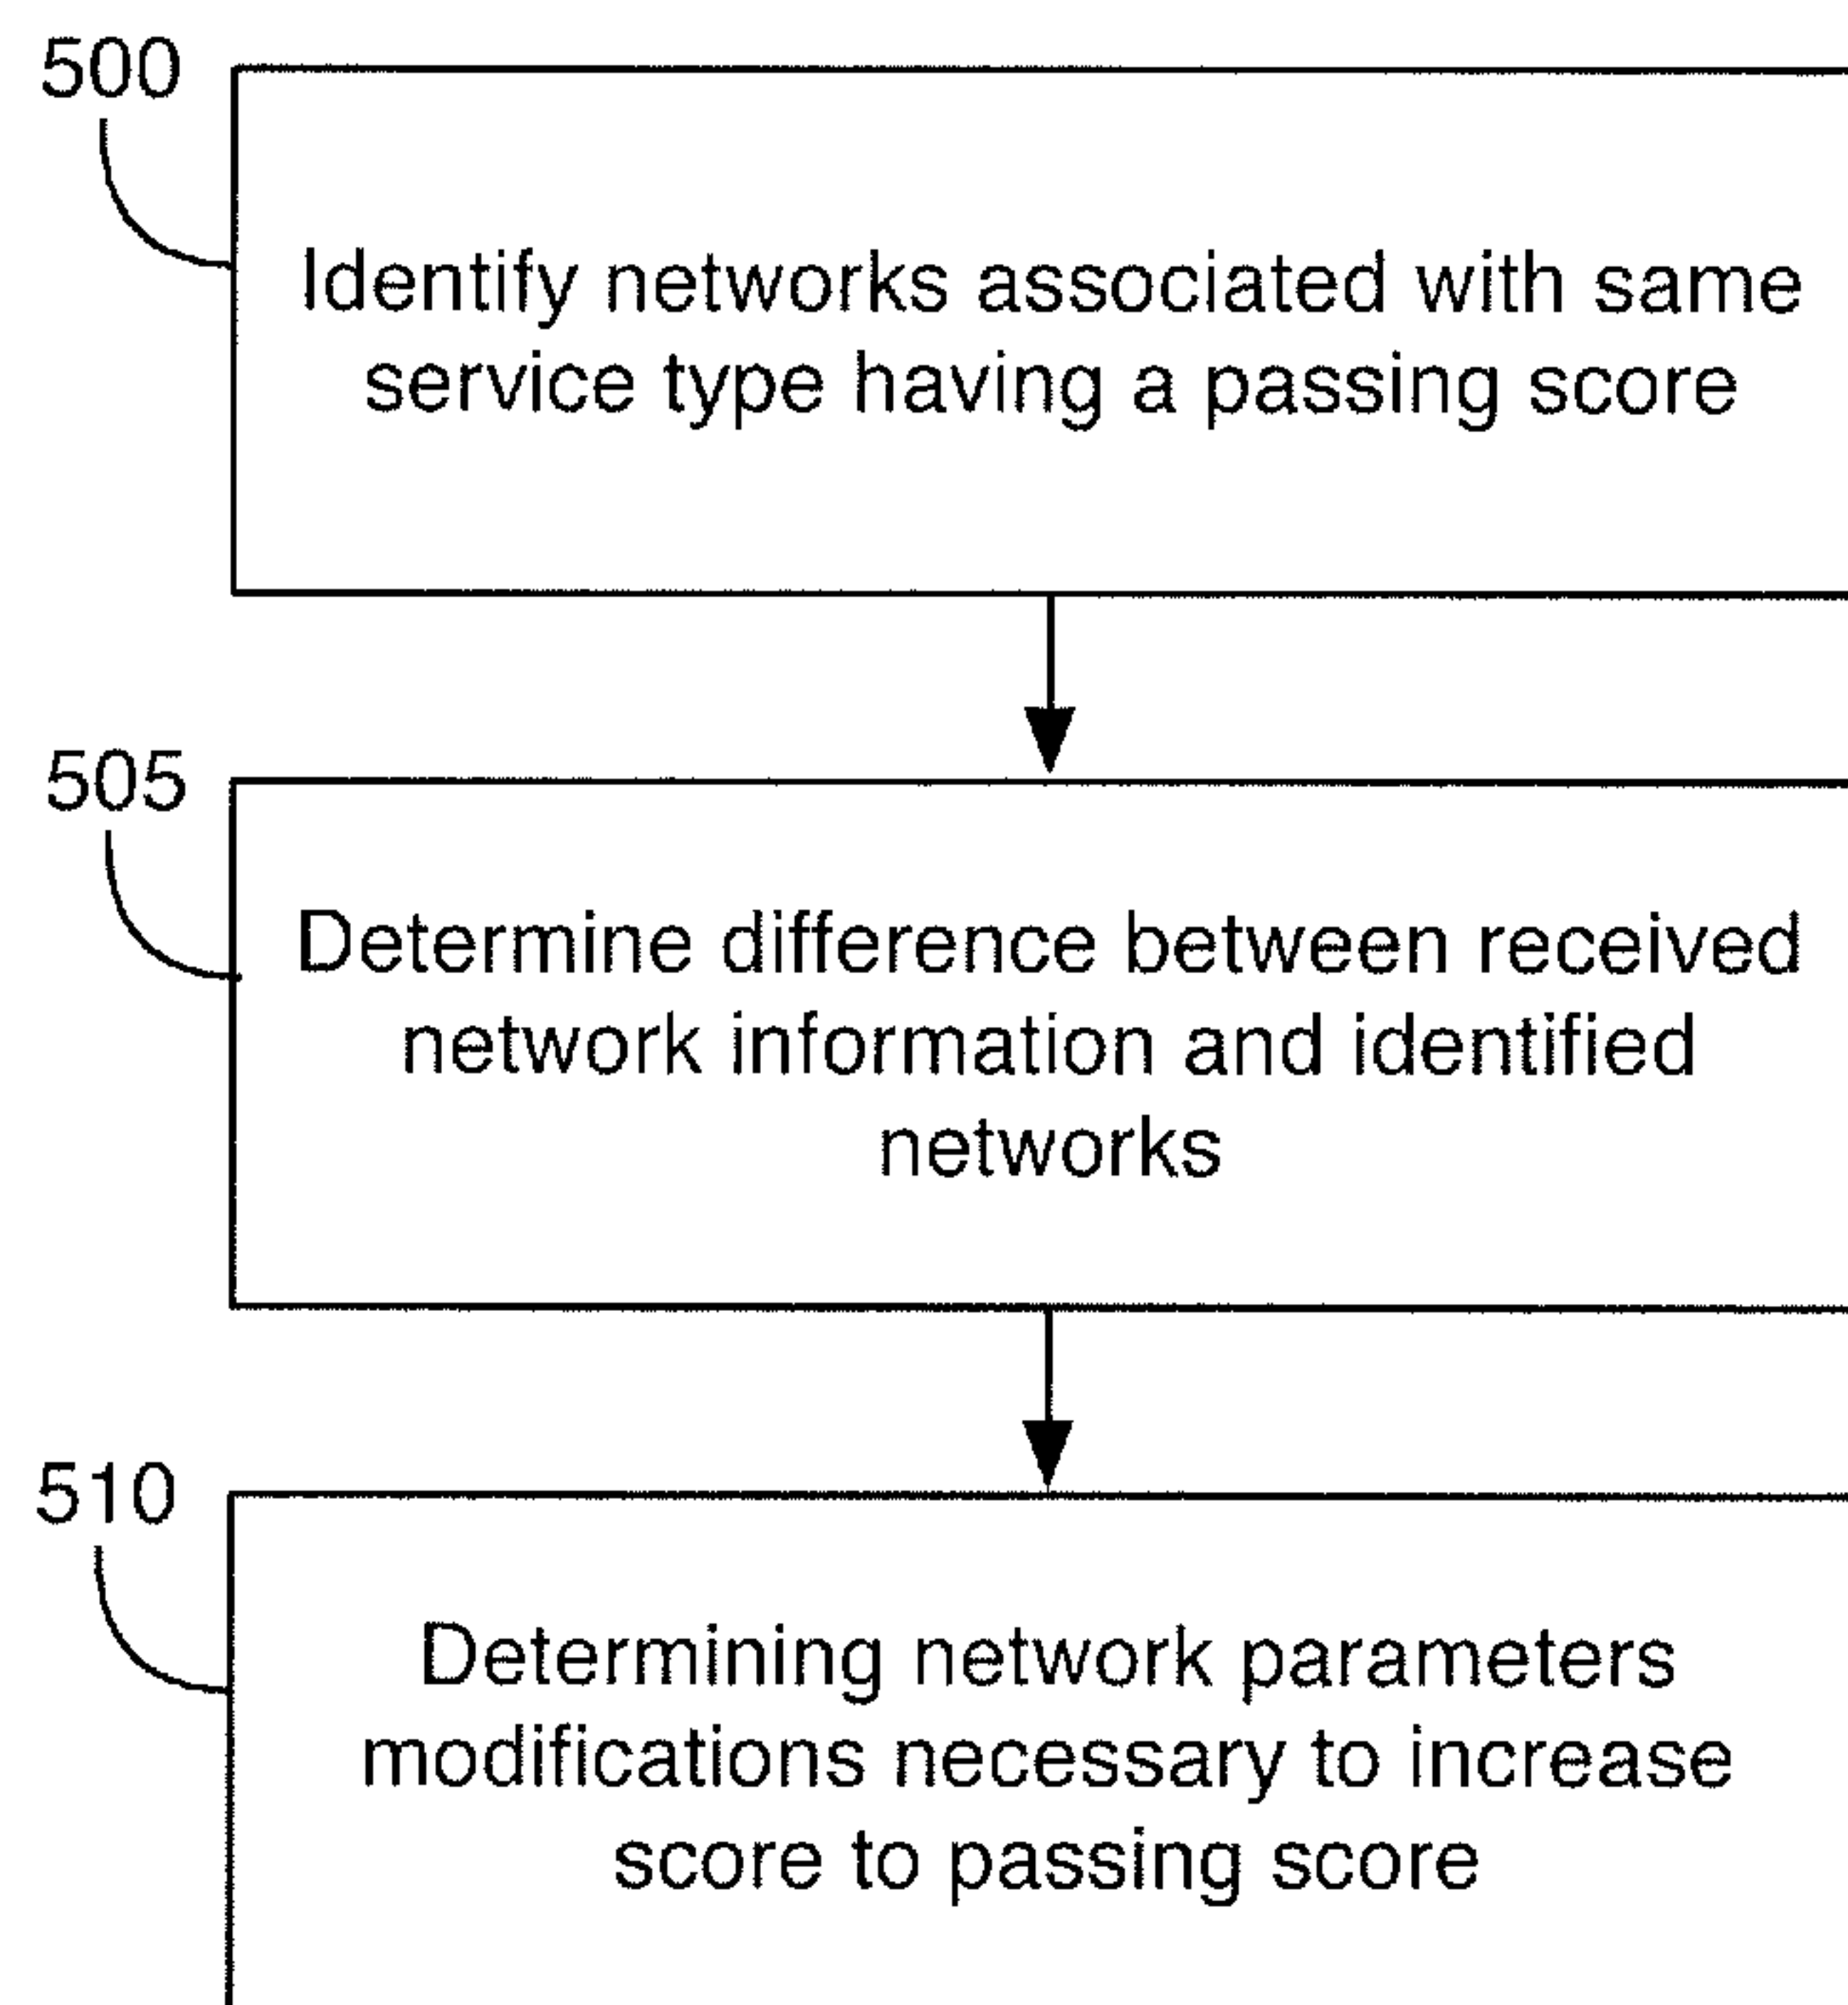 500
Identify networks associated with same
service type having a passing score
505
Determine difference between received
network information and identified
networks
510
Determining network parameters
modifications necessary to increase
score to passing score